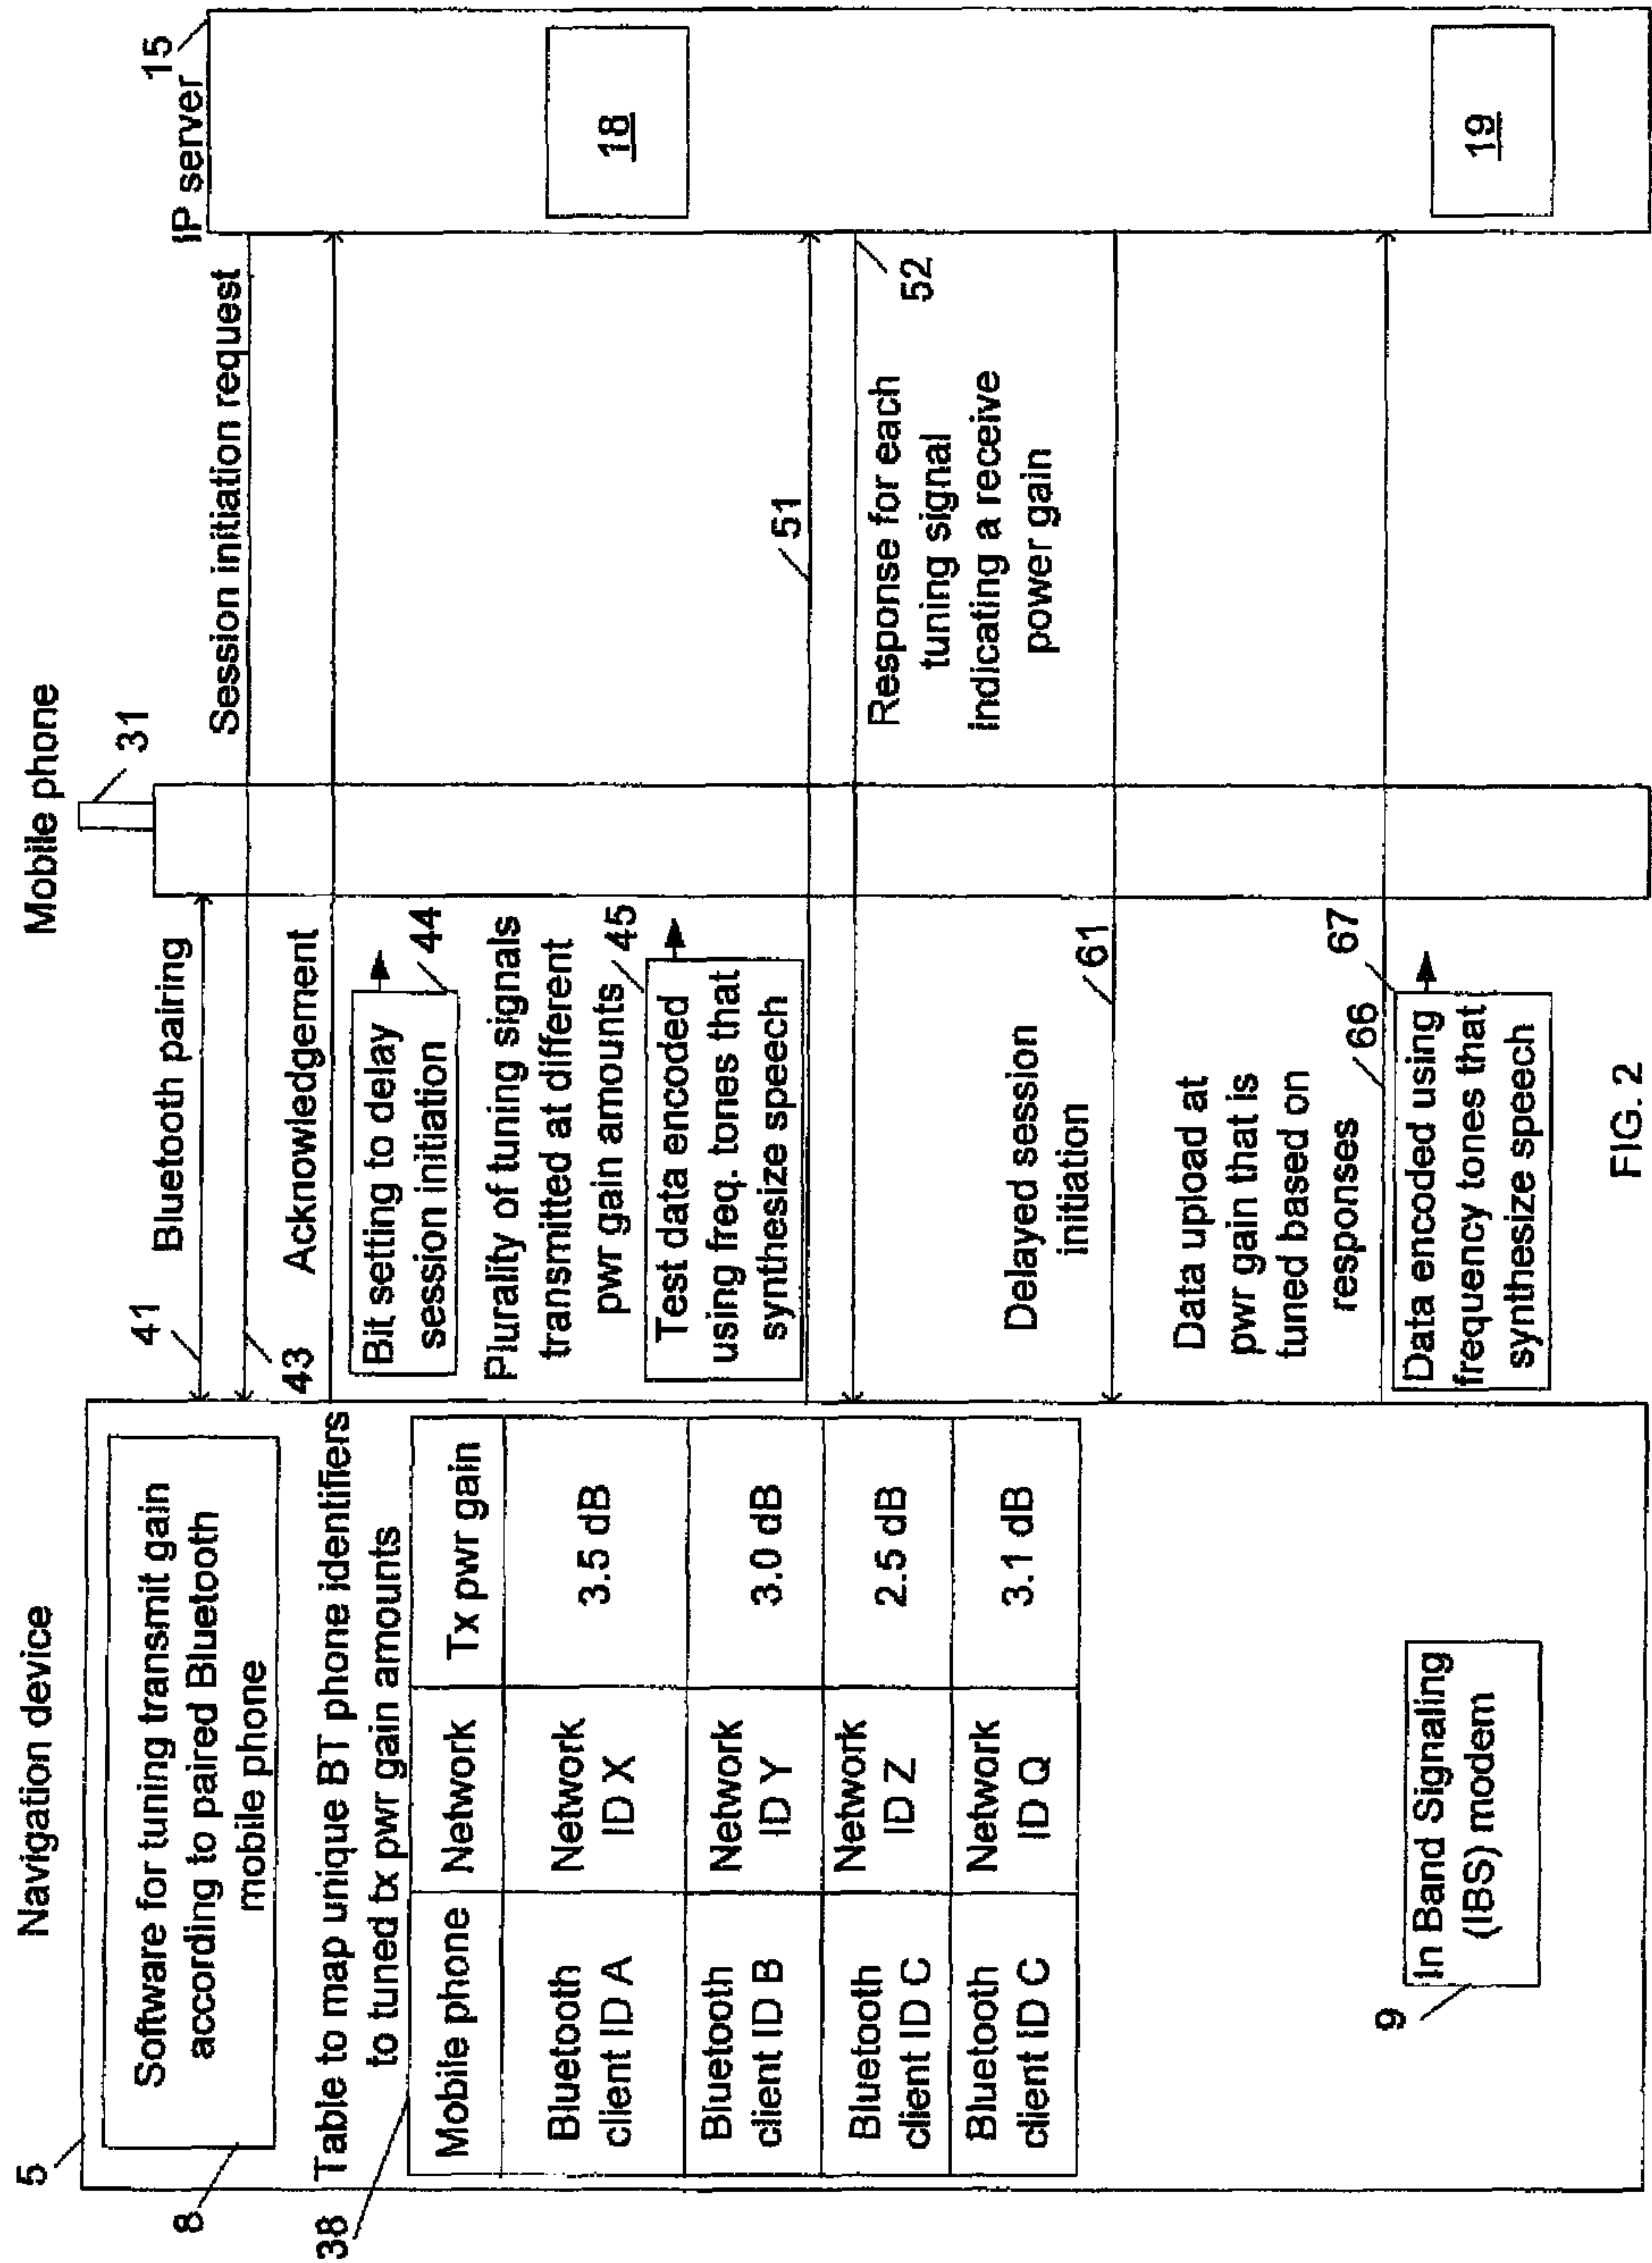 Navigation device
5
Software for tuning transmit gain
according to paired Bluetooth
mobile phone
8
Table to map unique BT phone identifiers
to tuned tx pwr gain amounts
38
Mobile phone Network Tx pwr gain
Bluetooth client ID A Network ID X 3.5 dB
Bluetooth client ID B Network ID Y 3.0 dB
Bluetooth client ID C Network ID Z 2.5 dB
Bluetooth client ID C Network ID Q 3.1 dB
In Band Signaling
(IBS) modem
9
Mobile phone
31
41
Bluetooth pairing
43
Session initiation request
IP server
15
Acknowledgement
Bit setting to delay
session initiation
44
18
Plurality of tuning signals
transmitted at different
pwr gain amounts
45
Test data encoded
using freq. tones that
synthesize speech
51
52
Response for each
tuning signal
indicating a receive
power gain
Delayed session
initiation
61
Data upload at
pwr gain that is
tuned based on
responses
66
67
Data encoded using
frequency tones that
synthesize speech
19
FIG. 2